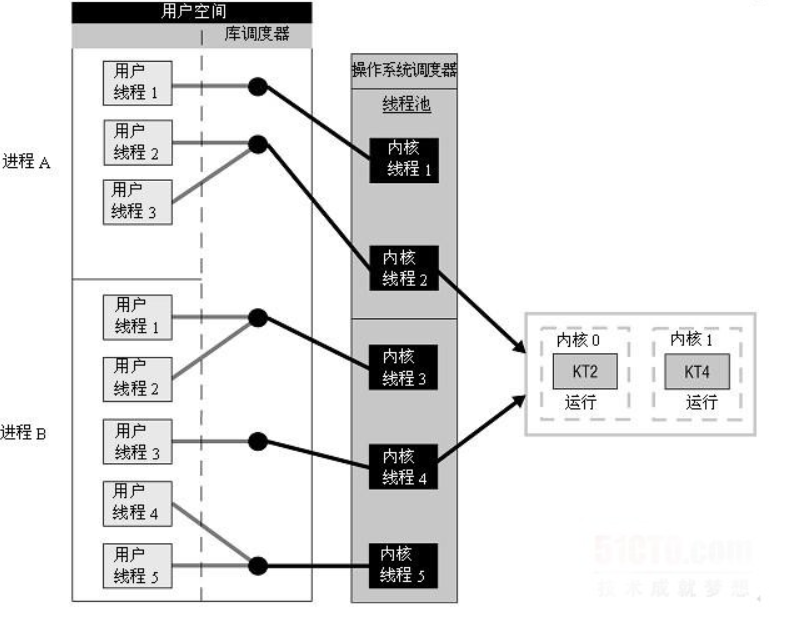 用户空间
库调度器
进程 A
用户
线程 1
用户
线程 2
用户
线程 3
进程 B
用户
线程 1
用户
线程 2
用户
线程 3
用户
线程 4
用户
线程 5
操作系统调度器
线程池
内核
线程 1
内核
线程 2
内核
线程 3
内核
线程 4
内核
线程 5
内核 0
KT2
运行
内核 1
KT4
运行
51CTO.com
技术成就梦想